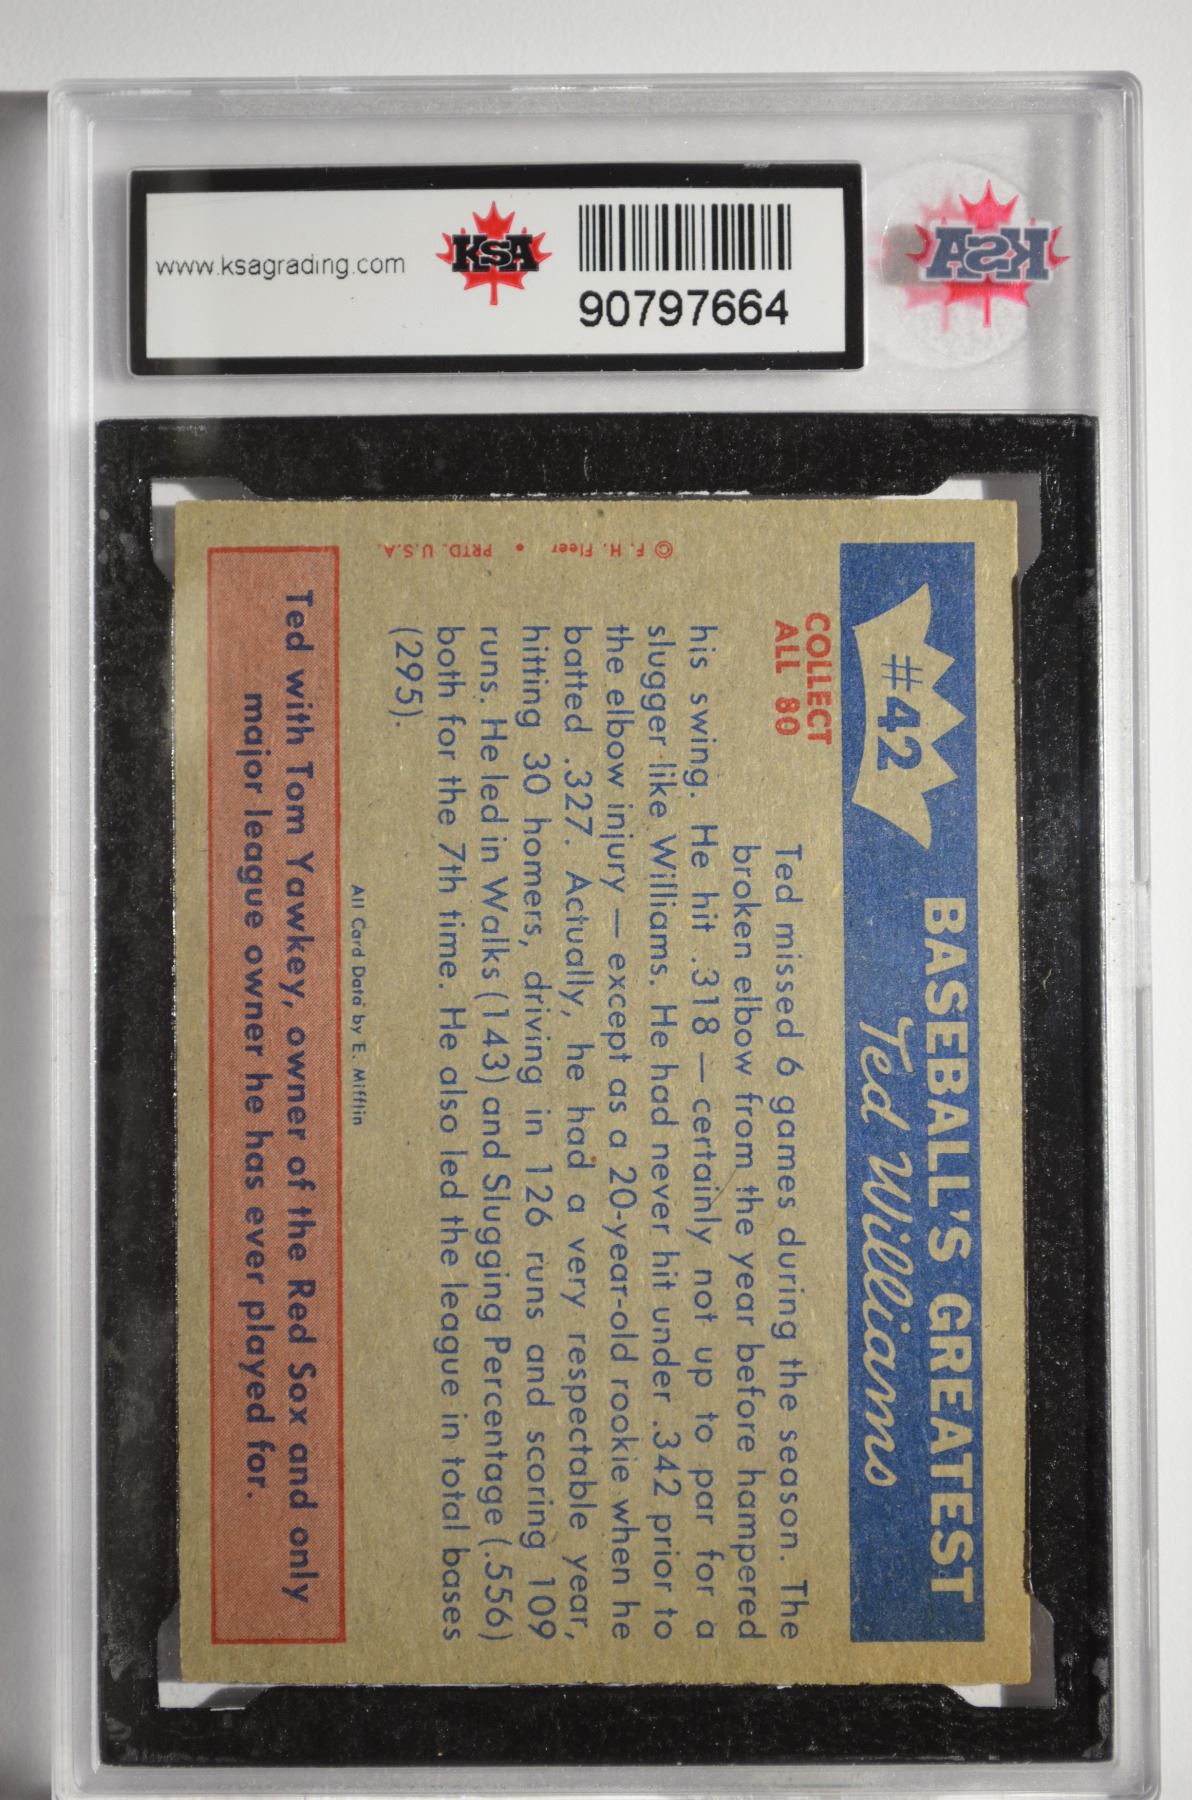 www.ksagrading.com
KSA
90797664
KSA
#42
BASEBALL'S GREATEST
Ted Williams
COLLECT
ALL 80
Ted missed 6 games during the season. The
broken elbow from the year before hampered
his swing. He hit .318 — certainly not up to par for a
slugger like Williams. He had never hit under .342 prior to
the elbow injury — except as a 20-year-old rookie when he
batted .327. Actually, he had a very respectable year,
hitting 30 homers, driving in 126 runs and scoring 109
runs. He led in Walks (143) and Slugging Percentage (.556)
both for the 7th time. He also led the league in total bases
(295).
All Card Data by E. Mifflin
© F. H. Fleer • PRTD. U.S.A.
Ted with Tom Yawkey, owner of the Red Sox and only
major league owner he has ever played for.